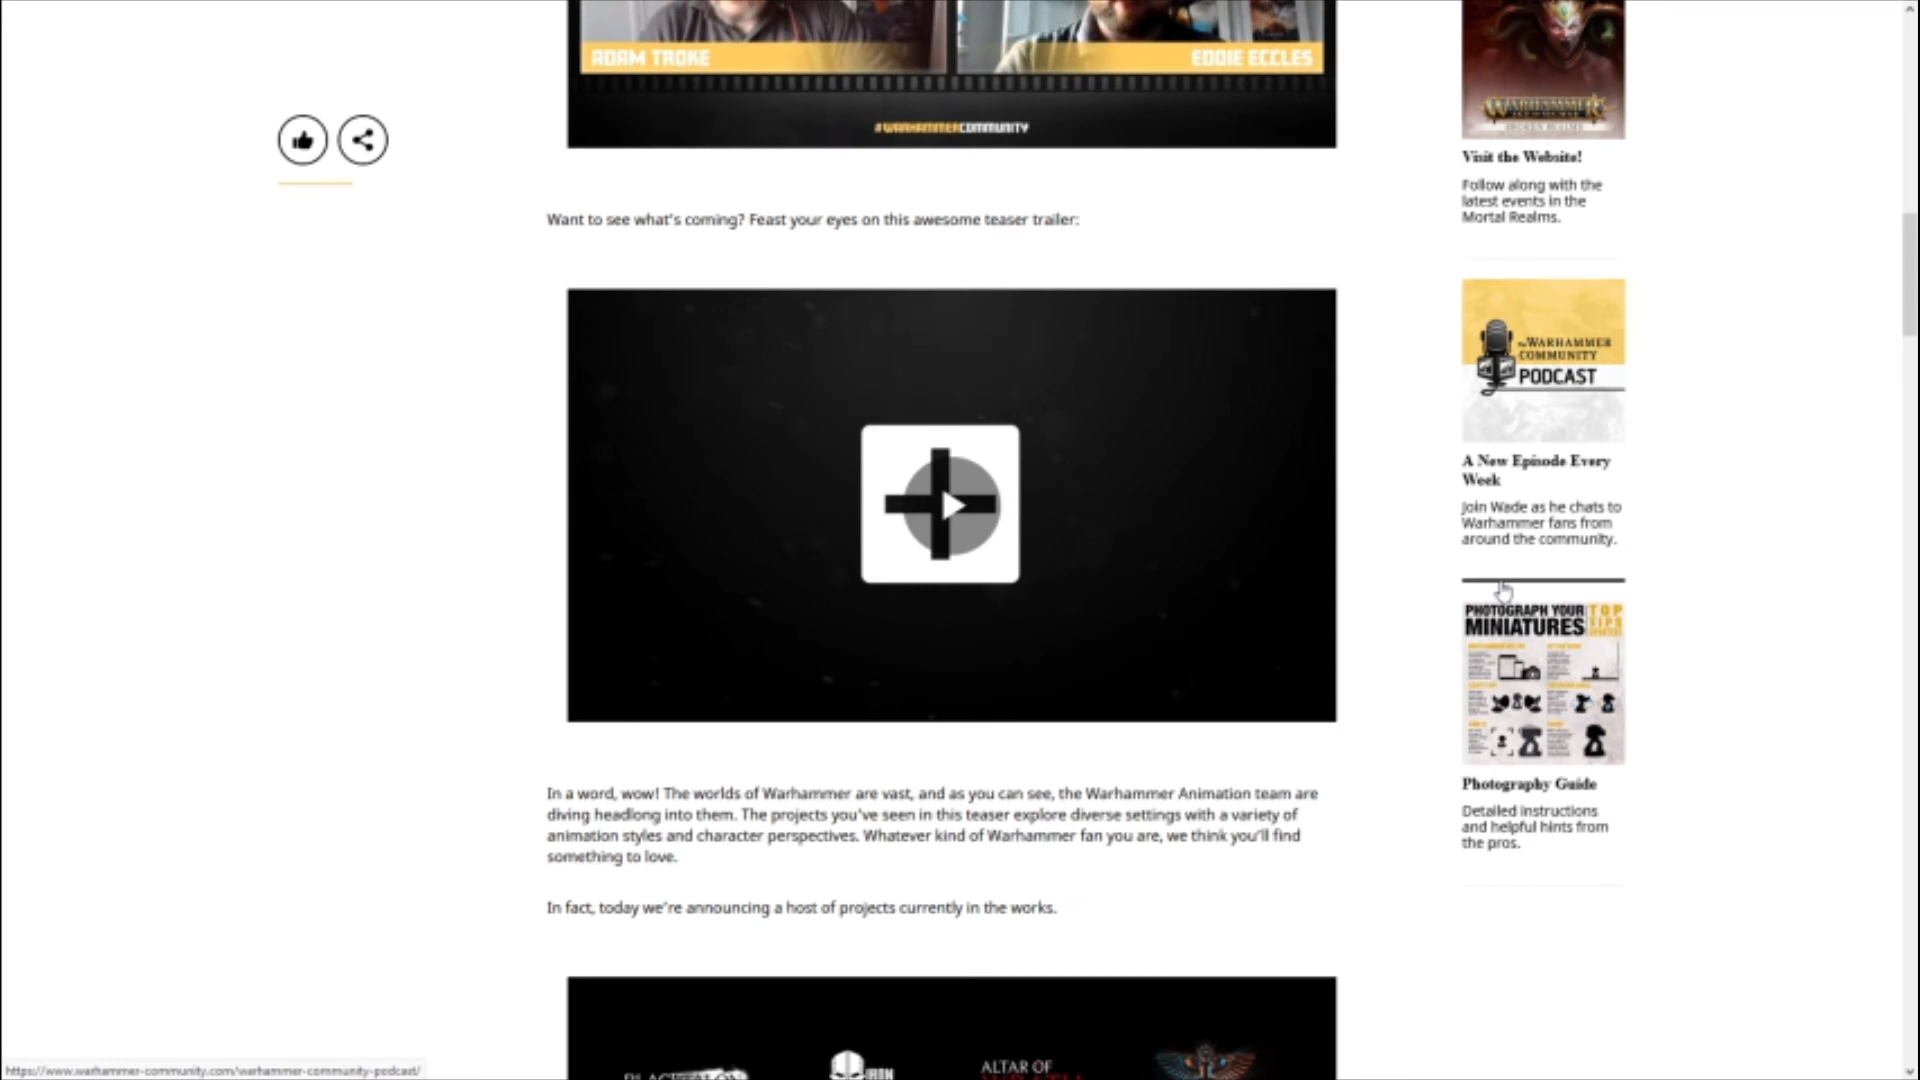 ADAM TROKE
EDDIE ECCLES
#WARHAMMERCOMMUNITY
Want to see what's coming? Feast your eyes on this awesome teaser trailer:
In a word, wow! The worlds of Warhammer are vast, and as you can see, the Warhammer Animation team are
diving headlong into them. The projects you've seen in this teaser explore diverse settings with a variety of
animation styles and character perspectives. Whatever kind of Warhammer fan you are, we think you'll find
something to love.
In fact, today we're announcing a host of projects currently in the works.
IRON
ALTAR OF
WARHAMMER
Visit the Website!
Follow along with the
latest events in the
Mortal Realms.
WARHAMMER
COMMUNITY
PODCAST
A New Episode Every
Week
Join Wade as he chats to
Warhammer fans from
around the community.
PHOTOGRAPH YOUR
MINIATURES
TOP
TIPS
Photography Guide
Detailed instructions
and helpful hints from
the pros.
https://www.warhammer-community.com/warhammer-community-podcast/